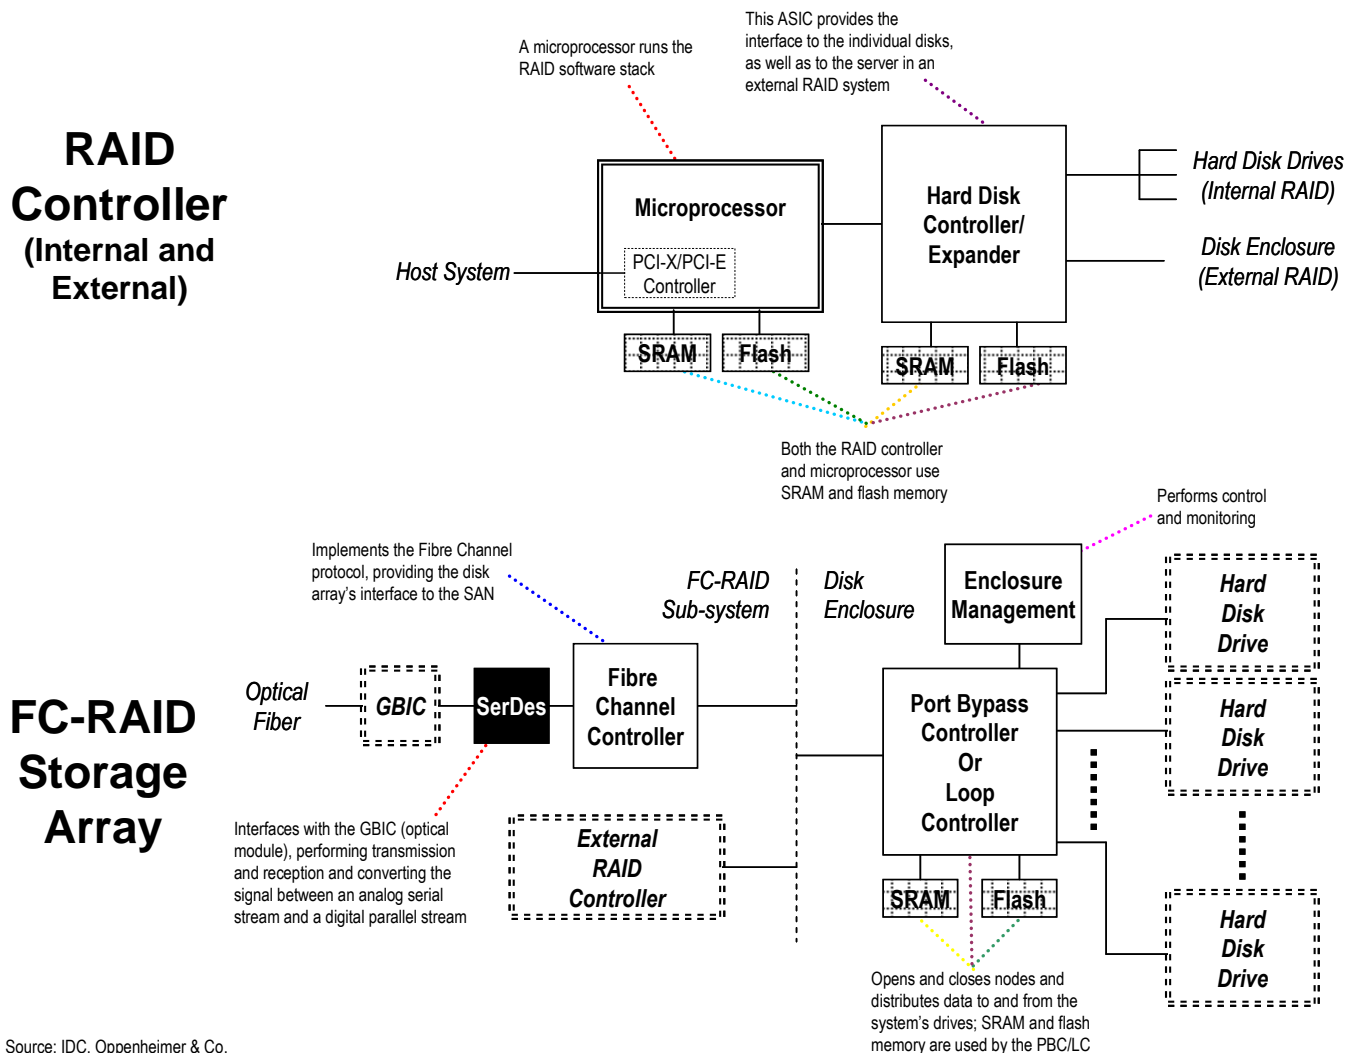 This ASIC provides the
interface to the individual disks,
as well as to the server in an
external RAID system
A microprocessor runs the
RAID software stack
RAID
Controller
(Internal and
External)
Microprocessor
PCI-X/PCI-E
Controller
Host System
Hard Disk
Controller/
Expander
Hard Disk Drives
(Internal RAID)
Disk Enclosure
(External RAID)
SRAM
Flash
SRAM
Flash
Both the RAID controller
and microprocessor use
SRAM and flash memory
Performs control
and monitoring
Implements the Fibre Channel
protocol, providing the disk
array's interface to the SAN
FC-RAID
Sub-system
Disk
Enclosure
Enclosure
Management
Hard
Disk
Drive
FC-RAID
Storage
Array
Optical
Fiber
GBIC
SerDes
Fibre
Channel
Controller
Port Bypass
Controller
Or
Loop
Controller
Hard
Disk
Drive
Interfaces with the GBIC (optical
module), performing transmission
and reception and converting the
signal between an analog serial
stream and a digital parallel stream
External
RAID
Controller
SRAM
Flash
Hard
Disk
Drive
Opens and closes nodes and
distributes data to and from the
system's drives; SRAM and flash
memory are used by the PBC/LC
Source: IDC, Oppenheimer & Co.